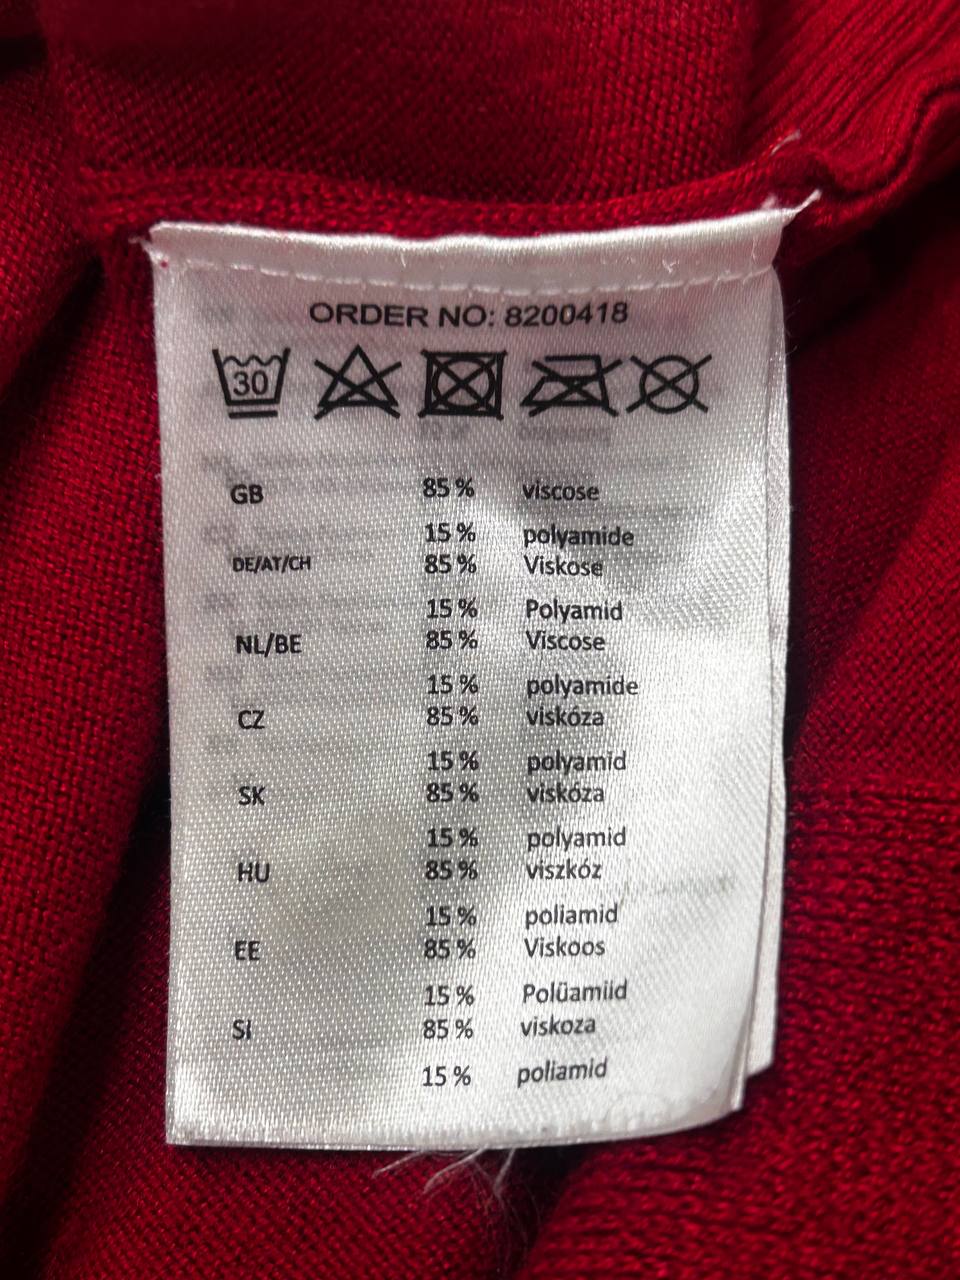 ORDER NO: 8200418
30
GB 85 % viscose
15 % polyamide
DE/AT/CH 85 % Viskose
15 % Polyamid
NL/BE 85 % Viscose
15 % polyamide
CZ 85 % viskóza
15 % polyamid
SK 85 % viskóza
15 % polyamid
HU 85 % viszkóz
15 % poliamid
EE 85 % Viskoos
15 % Polüamiid
SI 85 % viskoza
15 % poliamid